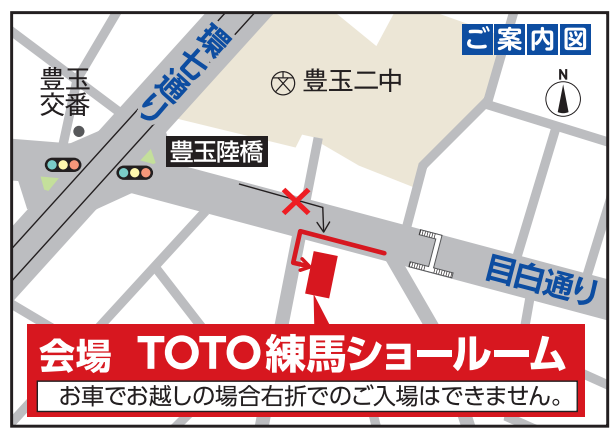 ご案内図
環七通り
豊玉
交番
文
豊玉二中
N
豊玉陸橋
目白通り
会場 TOTO練馬ショールーム
お車でお越しの場合右折でのご入場はできません。